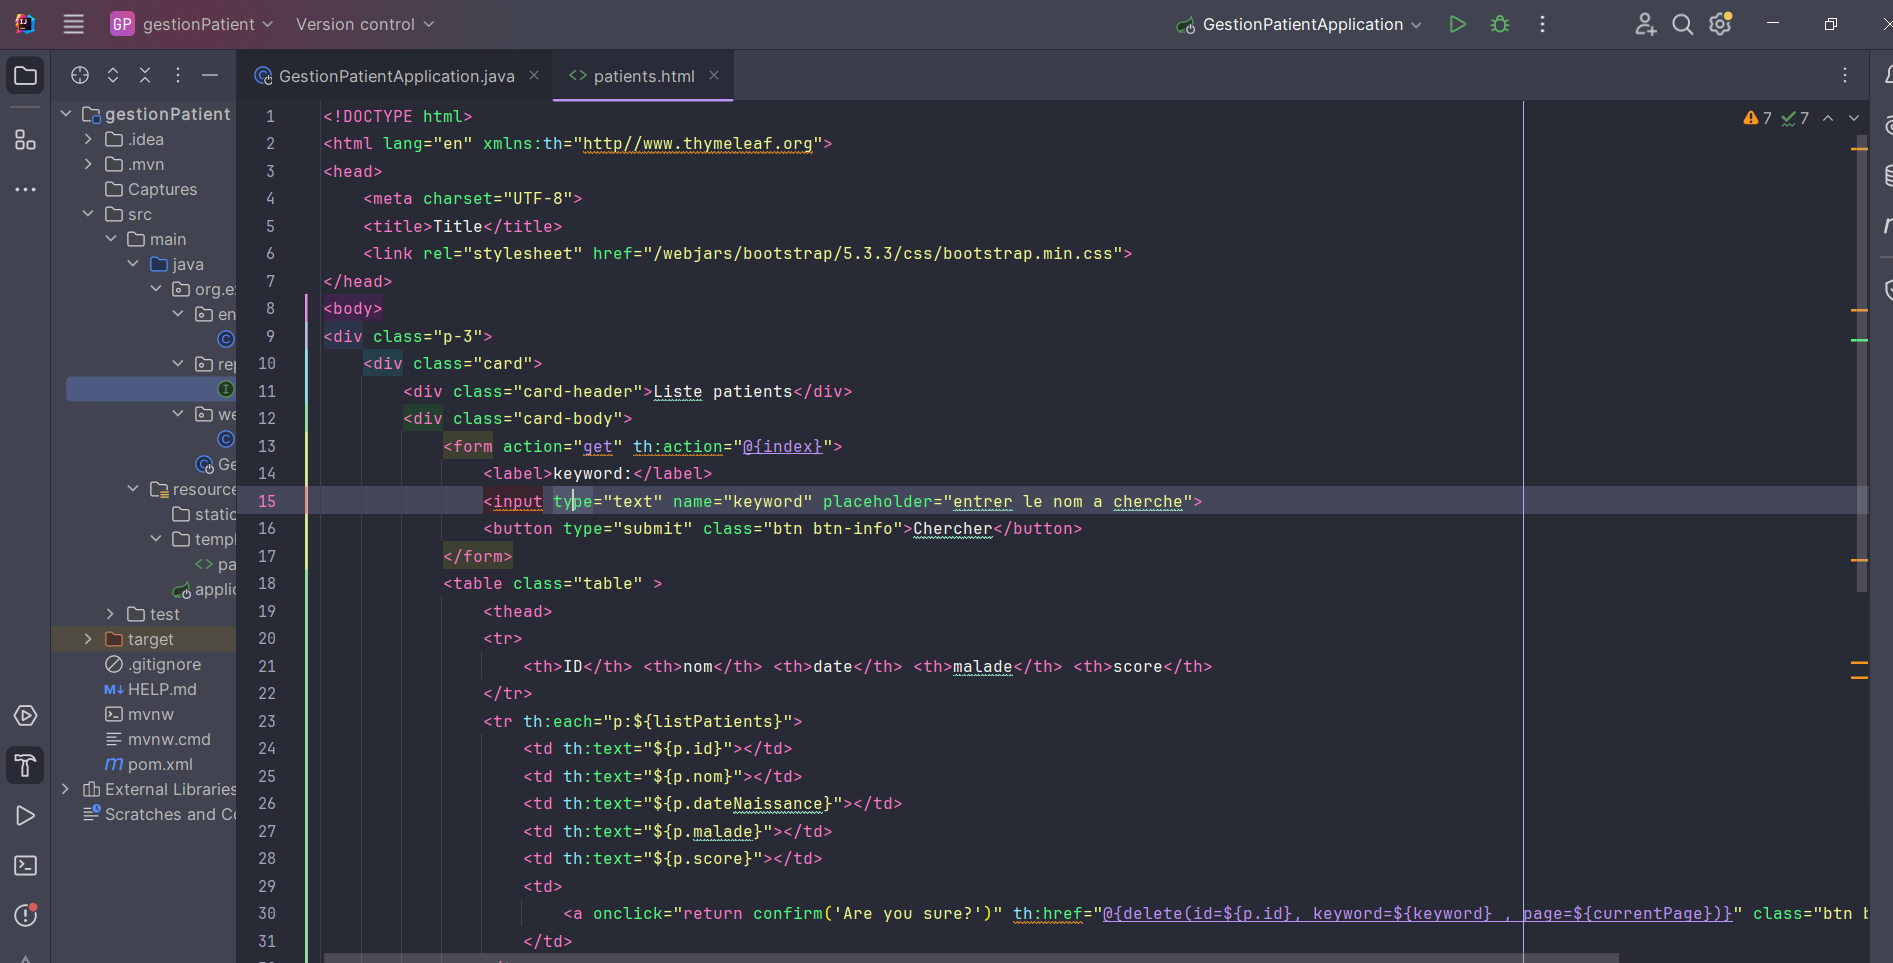 GP gestionPatient Version control GestionPatientApplication
GestionPatientApplication.java patients.html
gestionPatient
.idea
.mvn
Captures
src
main
java
org.e
en
rep
we
Ge
resource
static
templ
pa
applic
test
target
.gitignore
HELP.md
mvnw
mvnw.cmd
pom.xml
External Libraries
Scratches and Co
7 7
1 <!DOCTYPE html>
2 <html lang="en" xmlns:th="http//www.thymeleaf.org">
3 <head>
4 <meta charset="UTF-8">
5 <title>Title</title>
6 <link rel="stylesheet" href="/webjars/bootstrap/5.3.3/css/bootstrap.min.css">
7 </head>
8 <body>
9 <div class="p-3">
10 <div class="card">
11 <div class="card-header">Liste patients</div>
12 <div class="card-body">
13 <form action="get" th:action="@{index}">
14 <label>keyword:</label>
15 <input type="text" name="keyword" placeholder="entrer le nom a cherche">
16 <button type="submit" class="btn btn-info">Chercher</button>
17 </form>
18 <table class="table" >
19 <thead>
20 <tr>
21 <th>ID</th> <th>nom</th> <th>date</th> <th>malade</th> <th>score</th>
22 </tr>
23 <tr th:each="p:${listPatients}">
24 <td th:text="${p.id}"></td>
25 <td th:text="${p.nom}"></td>
26 <td th:text="${p.dateNaissance}"></td>
27 <td th:text="${p.malade}"></td>
28 <td th:text="${p.score}"></td>
29 <td>
30 <a onclick="return confirm('Are you sure?')" th:href="@{delete(id=${p.id}, keyword=${keyword} , page=${currentPage})}" class="btn b
31 </td>